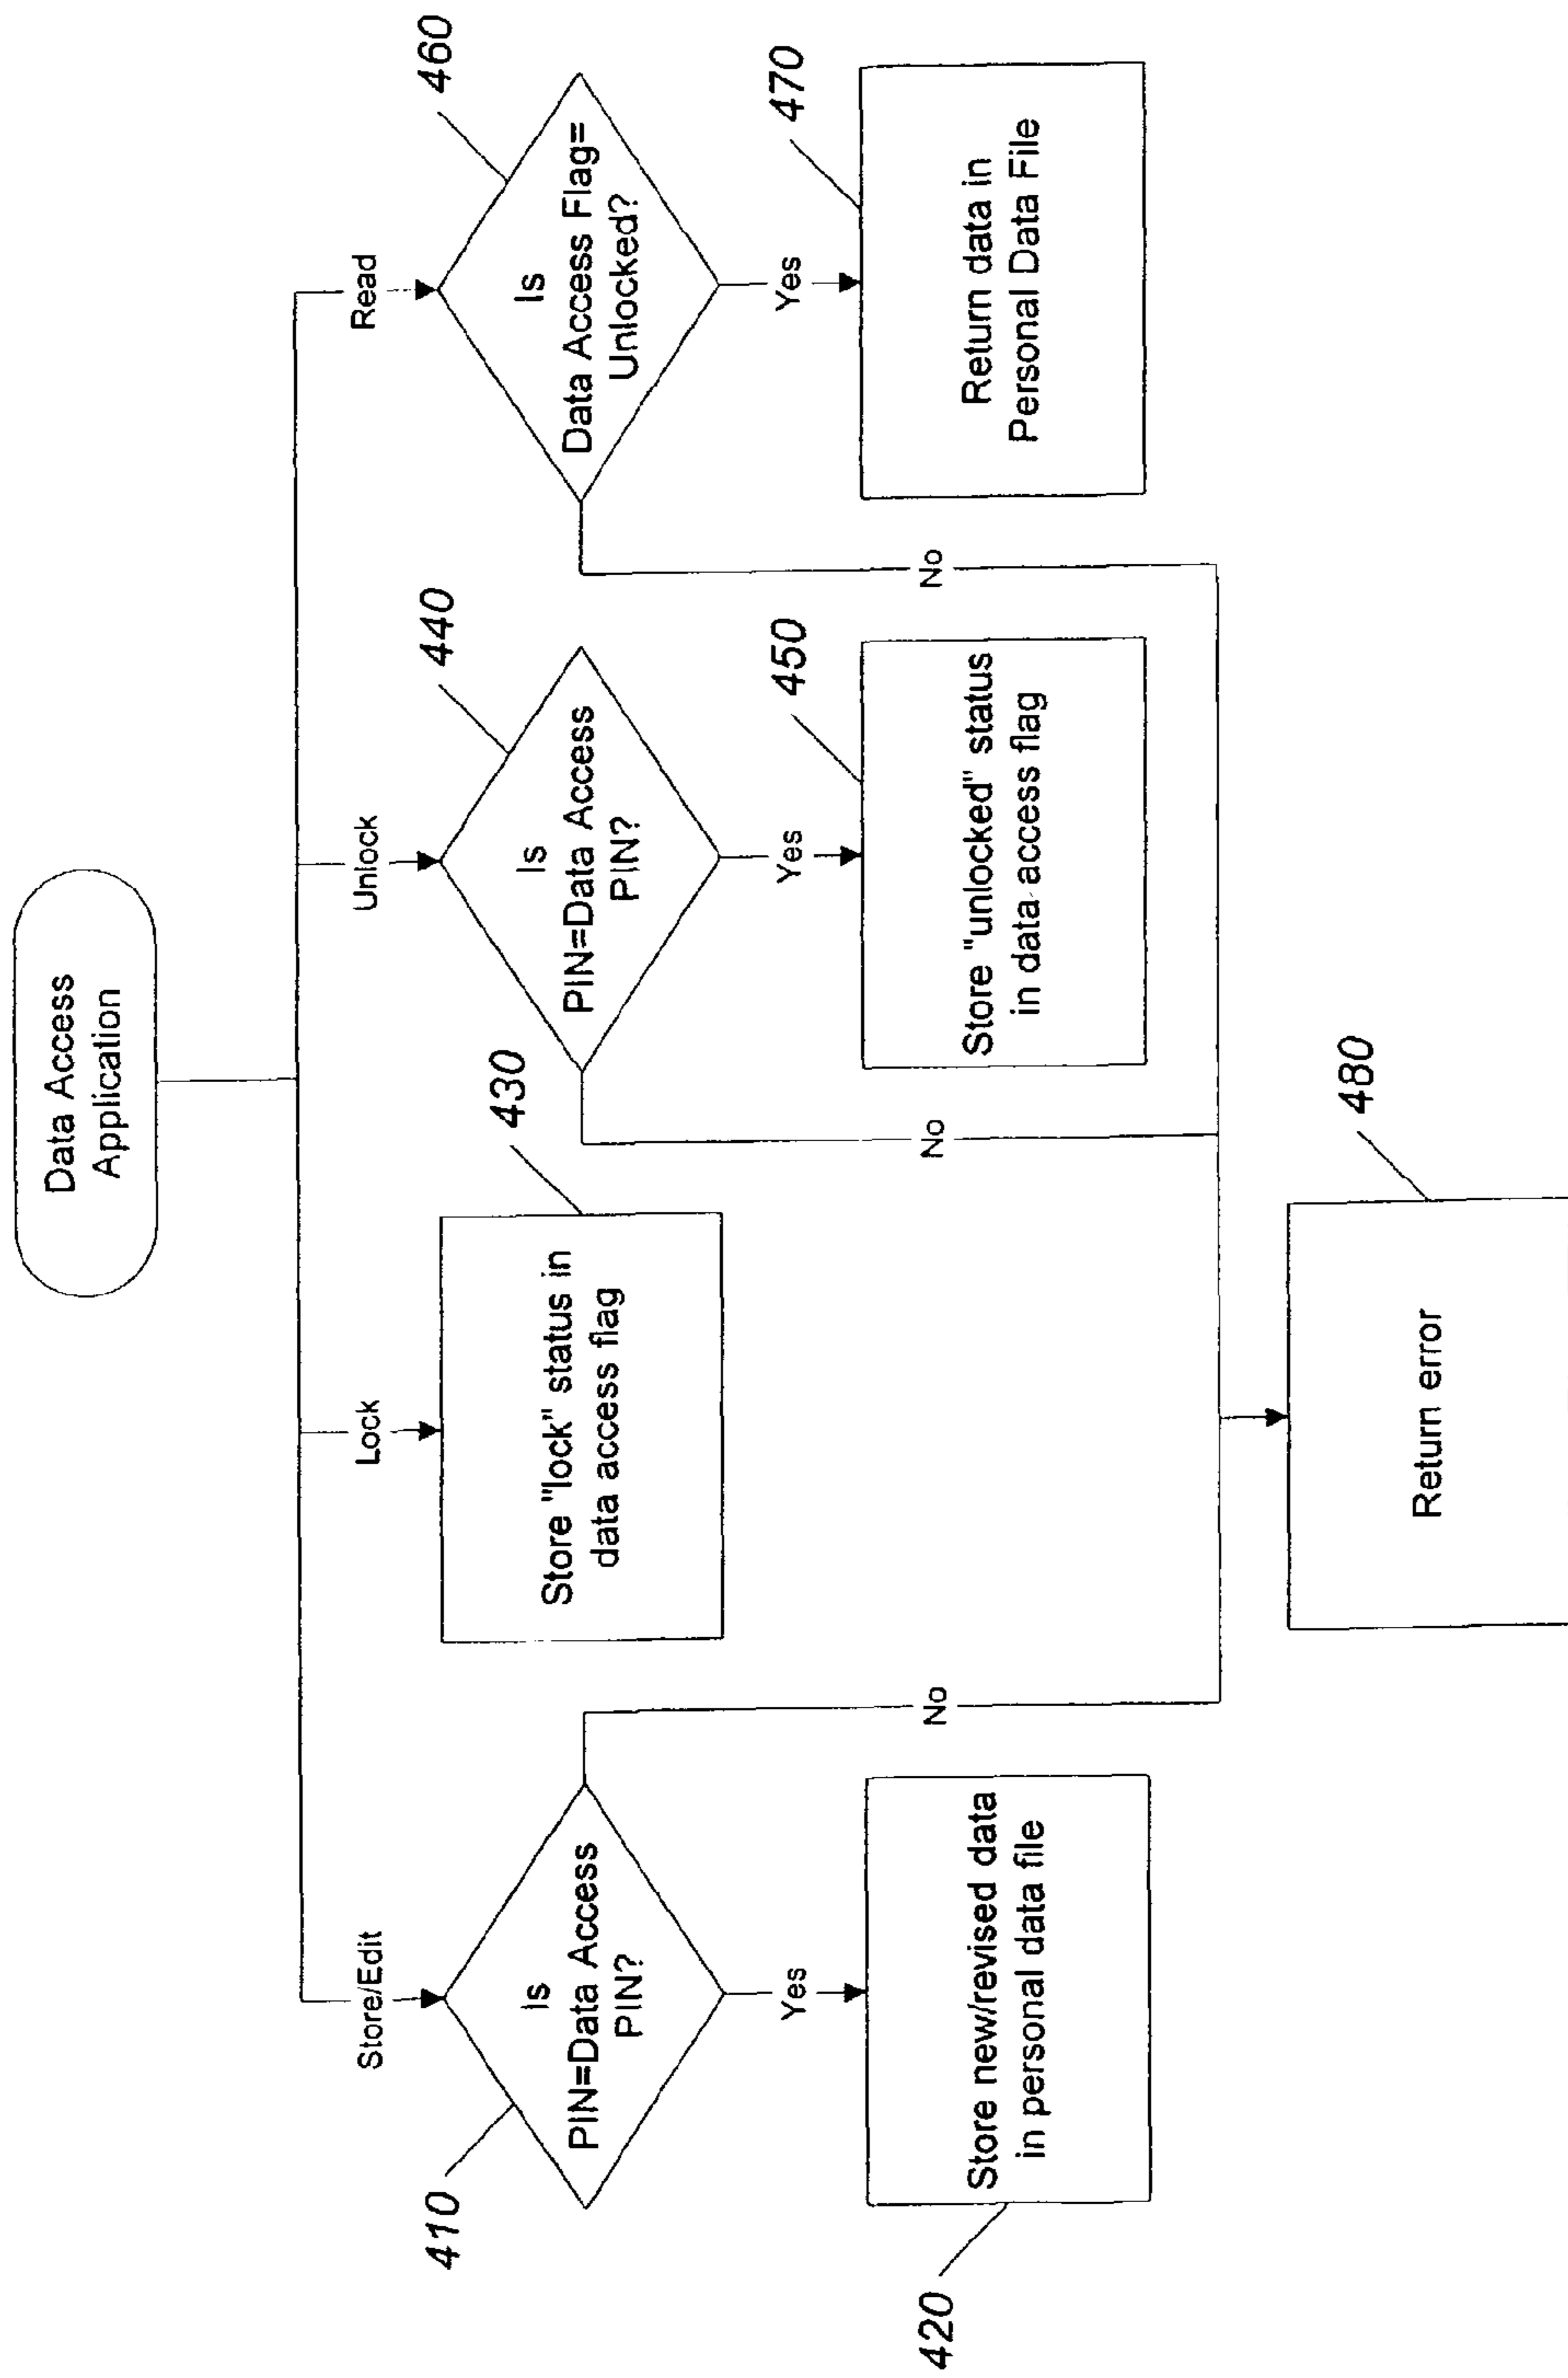 Data Access
Application
Store/Edit
Lock
Unlock
Read
410
Is
PIN=Data Access
PIN?
430
Store "lock" status in
data access flag
440
Is
PIN=Data Access
PIN?
460
Is
Data Access Flag=
Unlocked?
Yes
Yes
Yes
420
Store new/revised data
in personal data file
450
Store "unlocked" status
in data access flag
470
Return data in
Personal Data File
No
No
No
480
Return error